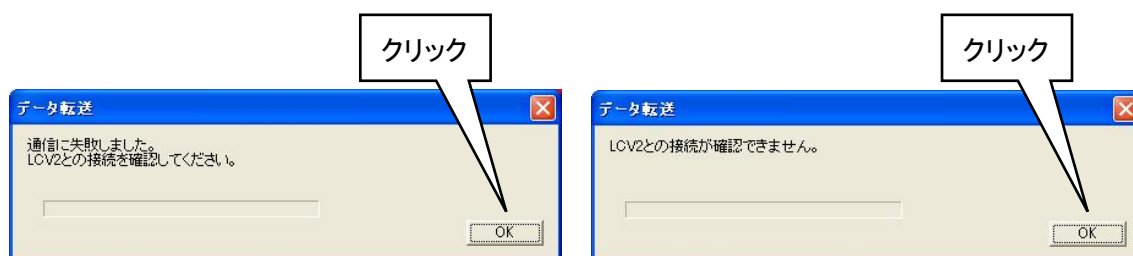 クリック
データ転送
通信に失敗しました。
LCV2との接続を確認してください。
OK
クリック
データ転送
LCV2との接続が確認できません。
OK